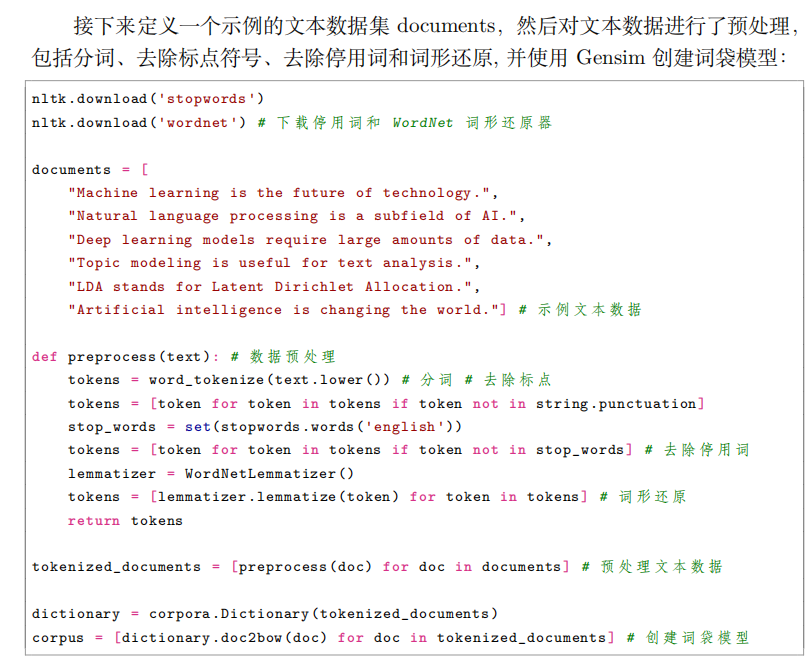 接下来定义一个示例的文本数据集 documents，然后对文本数据进行了预处理，
包括分词、去除标点符号、去除停用词和词形还原, 并使用 Gensim 创建词袋模型：
nltk.download('stopwords')
nltk.download('wordnet') # 下载停用词和 WordNet 词形还原器

documents = [
    "Machine learning is the future of technology.",
    "Natural language processing is a subfield of AI.",
    "Deep learning models require large amounts of data.",
    "Topic modeling is useful for text analysis.",
    "LDA stands for Latent Dirichlet Allocation.",
    "Artificial intelligence is changing the world."] # 示例文本数据

def preprocess(text): # 数据预处理
    tokens = word_tokenize(text.lower()) # 分词 # 去除标点
    tokens = [token for token in tokens if token not in string.punctuation]
    stop_words = set(stopwords.words('english'))
    tokens = [token for token in tokens if token not in stop_words] # 去除停用词
    lemmatizer = WordNetLemmatizer()
    tokens = [lemmatizer.lemmatize(token) for token in tokens] # 词形还原
    return tokens

tokenized_documents = [preprocess(doc) for doc in documents] # 预处理文本数据

dictionary = corpora.Dictionary(tokenized_documents)
corpus = [dictionary.doc2bow(doc) for doc in tokenized_documents] # 创建词袋模型